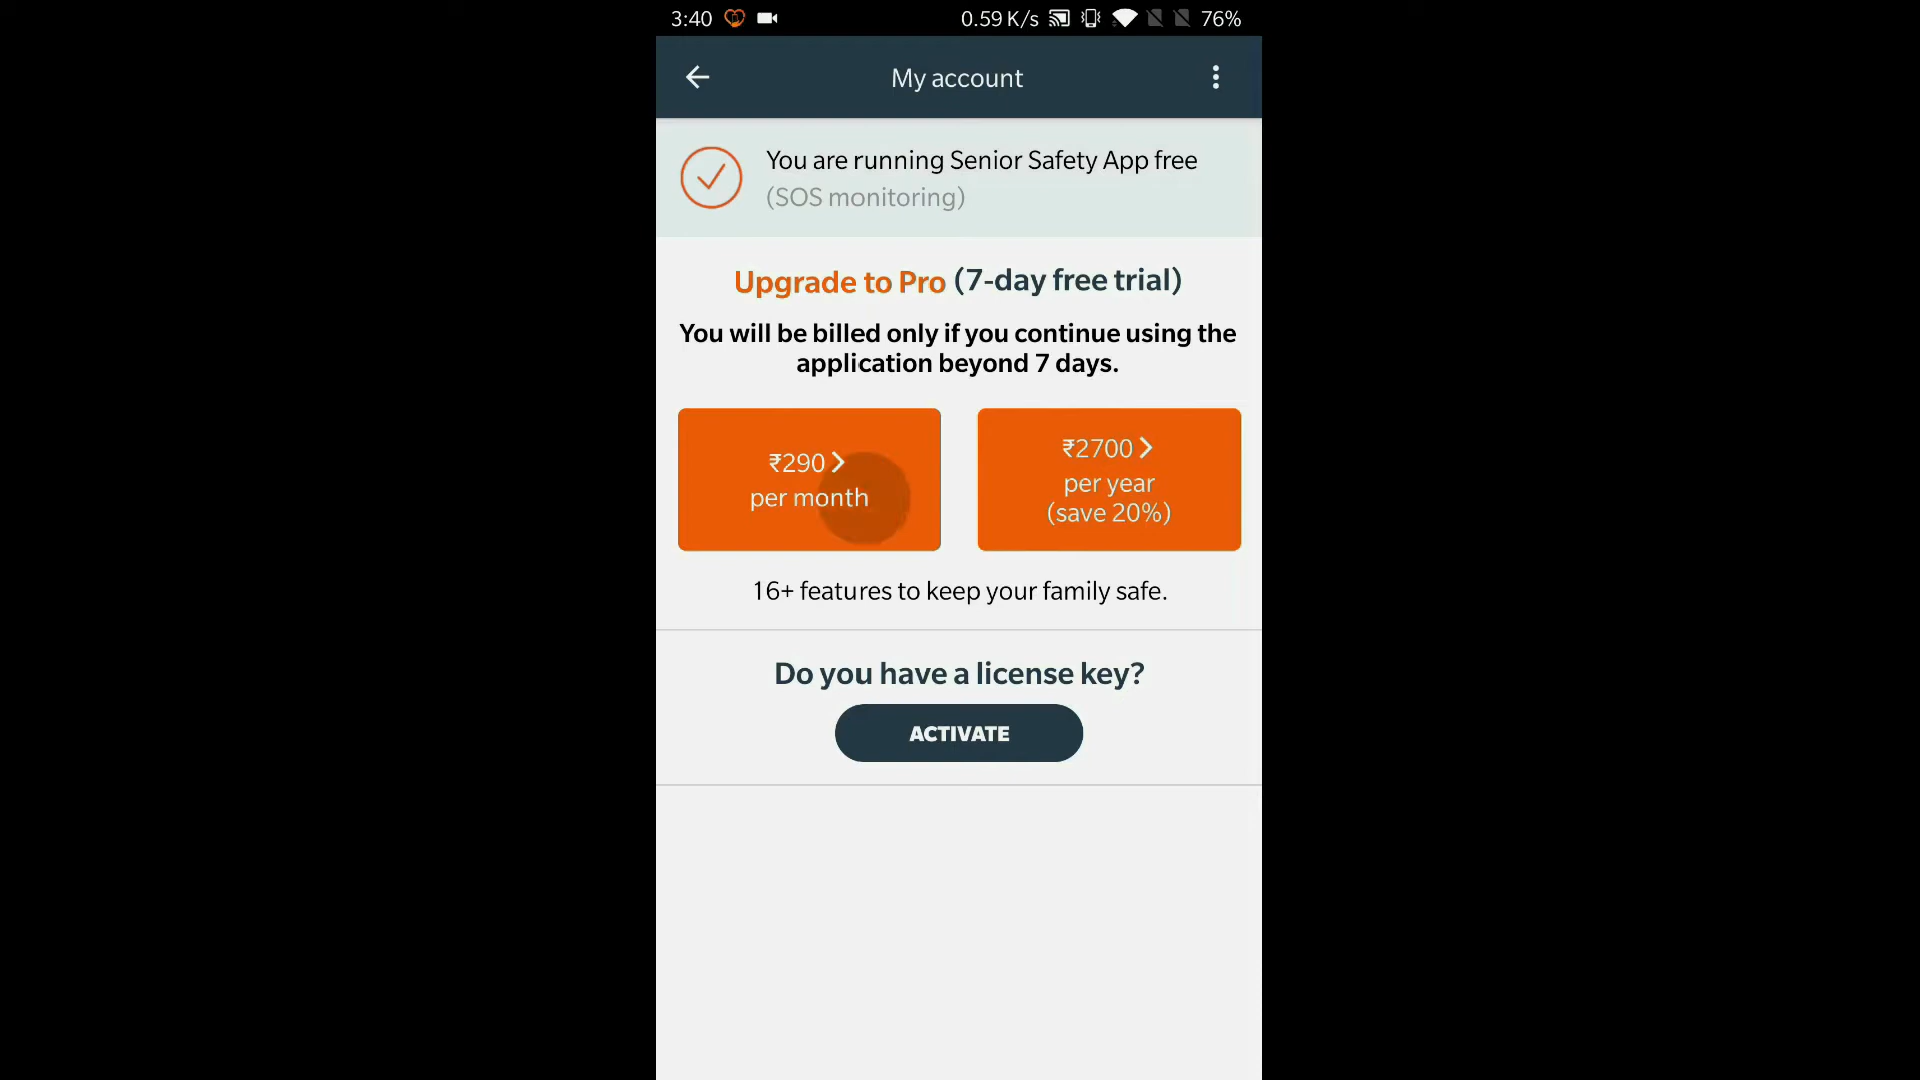 3:40 0.59 K/s 76%
My account
You are running Senior Safety App free
(SOS monitoring)
Upgrade to Pro (7-day free trial)
You will be billed only if you continue using the
application beyond 7 days.
₹290
per month
₹2700
per year
(save 20%)
16+ features to keep your family safe.
Do you have a license key?
ACTIVATE